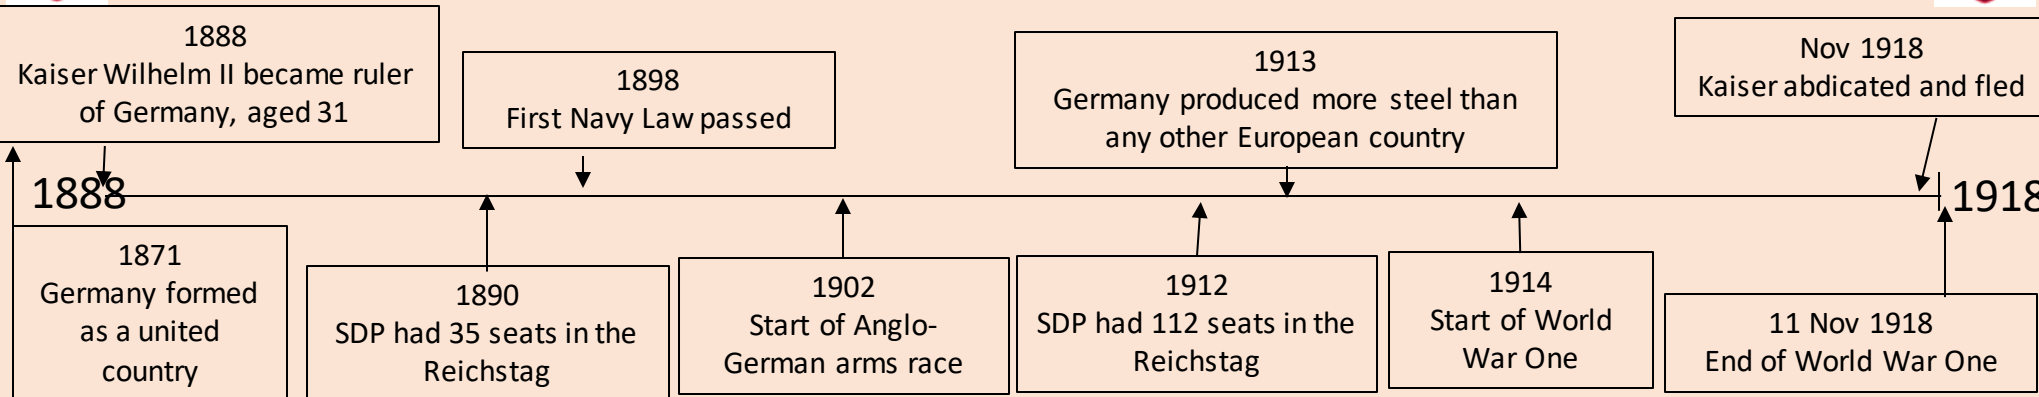 1888
Kaiser Wilhelm II became ruler
of Germany, aged 31
1898
First Navy Law passed
1913
Germany produced more steel than
any other European country
Nov 1918
Kaiser abdicated and fled
1888
1918
1871
Germany formed
as a united
country
1890
SDP had 35 seats in the
Reichstag
1902
Start of Anglo-
German arms race
1912
SDP had 112 seats in the
Reichstag
1914
Start of World
War One
11 Nov 1918
End of World War One